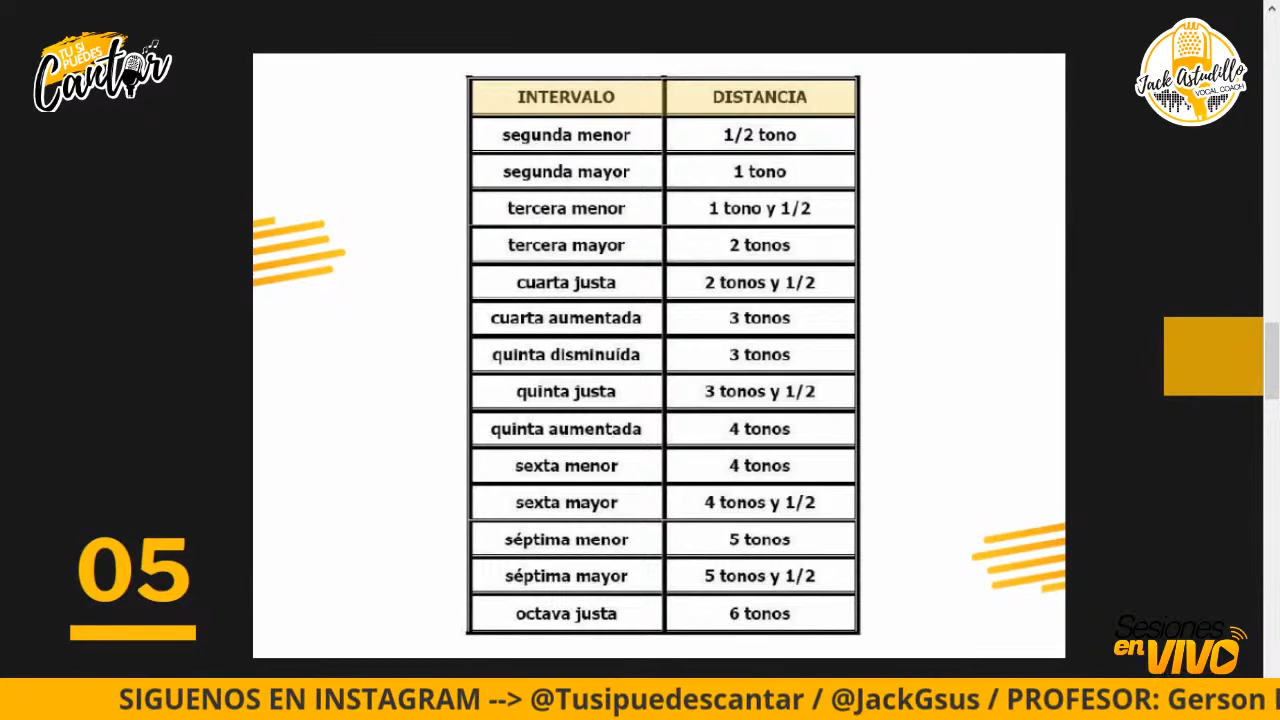 TU SI
PUEDES
Cantar
Jack Astudillo
VOCAL COACH
INTERVALO DISTANCIA
segunda menor 1/2 tono
segunda mayor 1 tono
tercera menor 1 tono y 1/2
tercera mayor 2 tonos
cuarta justa 2 tonos y 1/2
cuarta aumentada 3 tonos
quinta disminuída 3 tonos
quinta justa 3 tonos y 1/2
quinta aumentada 4 tonos
sexta menor 4 tonos
sexta mayor 4 tonos y 1/2
séptima menor 5 tonos
séptima mayor 5 tonos y 1/2
octava justa 6 tonos
05
Sesiones
en VIVO
SIGUENOS EN INSTAGRAM --> @Tusipuedescantar / @JackGsus / PROFESOR: Gerson